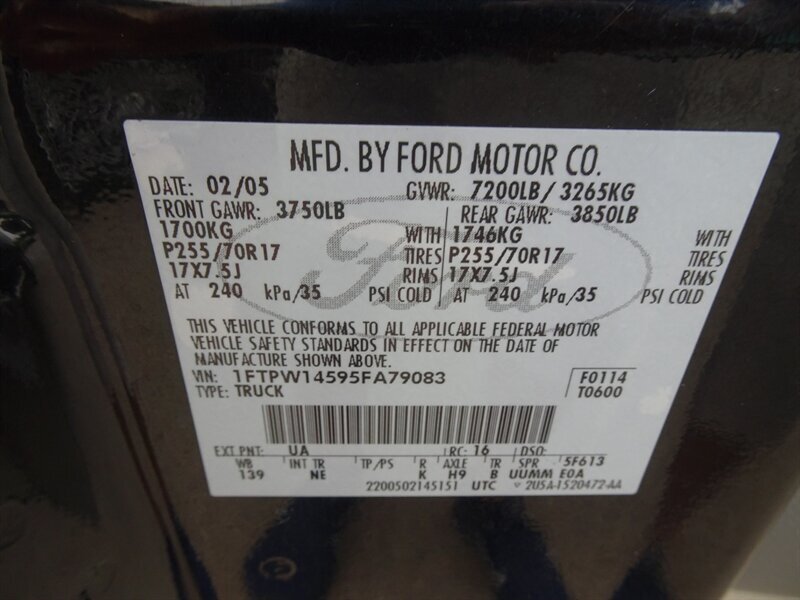 MFD. BY FORD MOTOR CO.
DATE: 02/05 GVWR: 7200LB/ 3265KG
FRONT GAWR: 3750LB REAR GAWR: 3850LB
1700KG WITH 1746KG WITH
P255/70R17 TIRES P255/70R17 TIRES
17X7.5J RIMS 17X7.5J RIMS
AT 240 kPa/35 PSI COLD AT 240 kPa/35 PSI COLD
Ford
THIS VEHICLE CONFORMS TO ALL APPLICABLE FEDERAL MOTOR
VEHICLE SAFETY STANDARDS IN EFFECT ON THE DATE OF
MANUFACTURE SHOWN ABOVE.
VIN: 1FTPW14595FA79083 F0114
TYPE: TRUCK T0600
EXT PNT: UA RC: 16 DSO:
WB INT TR TP/PS R AXLE TR SPR 5F613
139 NE K H9 B UUMM E0A
2200502145151 UTC 2U5A-1520472-AA